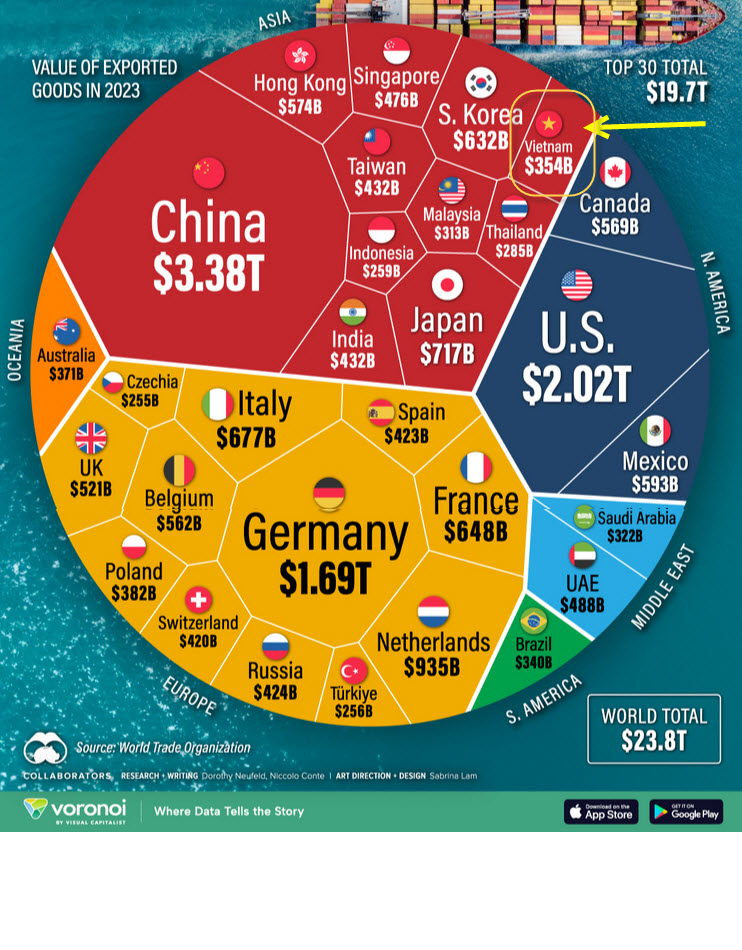 ASIA
VALUE OF EXPORTED
GOODS IN 2023
TOP 30 TOTAL
$19.7T
Hong Kong
$574B
Singapore
$476B
S. Korea
$632B
Vietnam
$354B
Taiwan
$432B
China
$3.38T
Malaysia
$313B
Thailand
$285B
Indonesia
$259B
India
$432B
Japan
$717B
Canada
$569B
N. AMERICA
U.S.
$2.02T
Mexico
$593B
OCEANIA
Australia
$371B
Czechia
$255B
Italy
$677B
Spain
$423B
UK
$521B
Belgium
$562B
Germany
$1.69T
France
$648B
Saudi Arabia
$322B
UAE
$488B
MIDDLE EAST
Poland
$382B
Switzerland
$420B
Russia
$424B
Türkiye
$256B
Netherlands
$935B
Brazil
$340B
EUROPE
S. AMERICA
WORLD TOTAL
$23.8T
Source: World Trade Organization
COLLABORATORS RESEARCH + WRITING Dorothy Neufeld, Niccolo Conte | ART DIRECTION + DESIGN Sabrina Lam
voronoi
BY VISUAL CAPITALIST
Where Data Tells the Story
Download on the
App Store
GET IT ON
Google Play